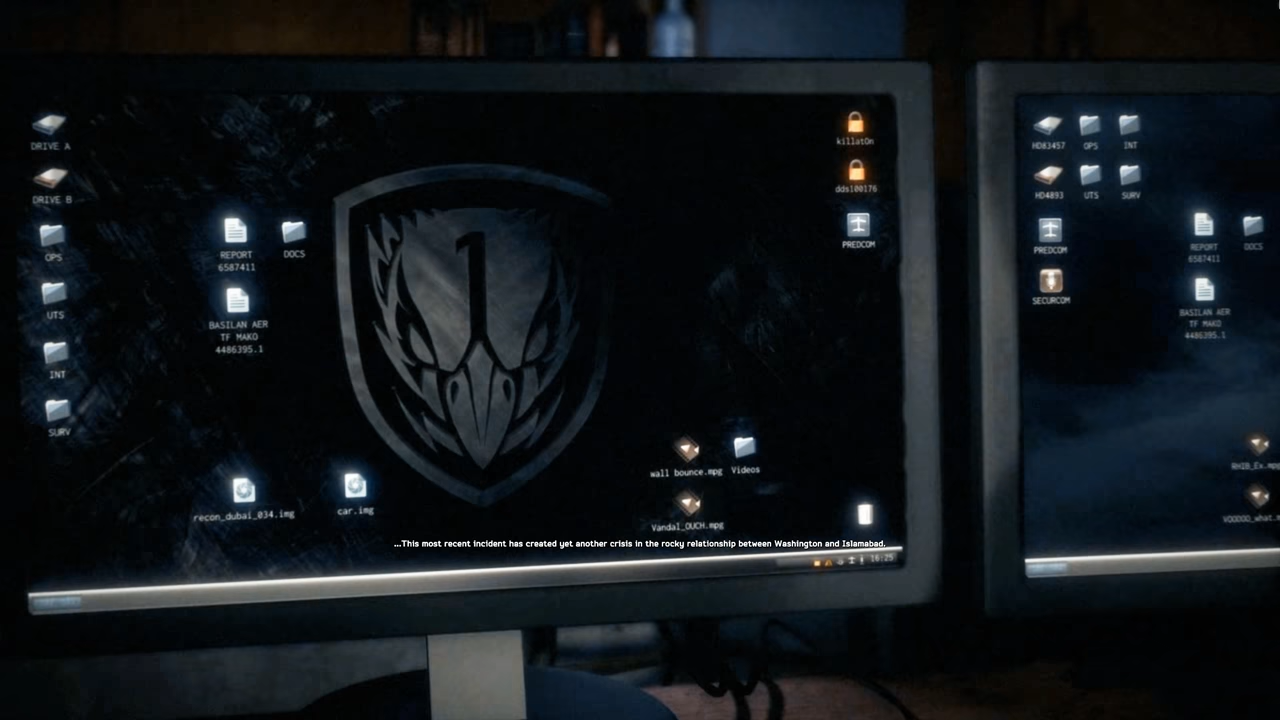 DRIVE A
DRIVE B
OPS
UTS
INT
SURV
REPORT
6587411
DOCS
BASILAN AER
TF MAKO
4486395.1
1
recon_dubai_034.img
car.img
killat0n
dds100176
PREDCOM
wall bounce.mpg
Videos
Vandal_OUCH.mpg
16:25
HD83457
OPS
INT
HD4893
UTS
SURV
PREDCOM
SECURCOM
REPORT
6587411
DOCS
BASILAN AER
TF MAKO
4486395.1
RHIB_Ex.mpg
VOODOO_what.m
...This most recent incident has created yet another crisis in the rocky relationship between Washington and Islamabad.